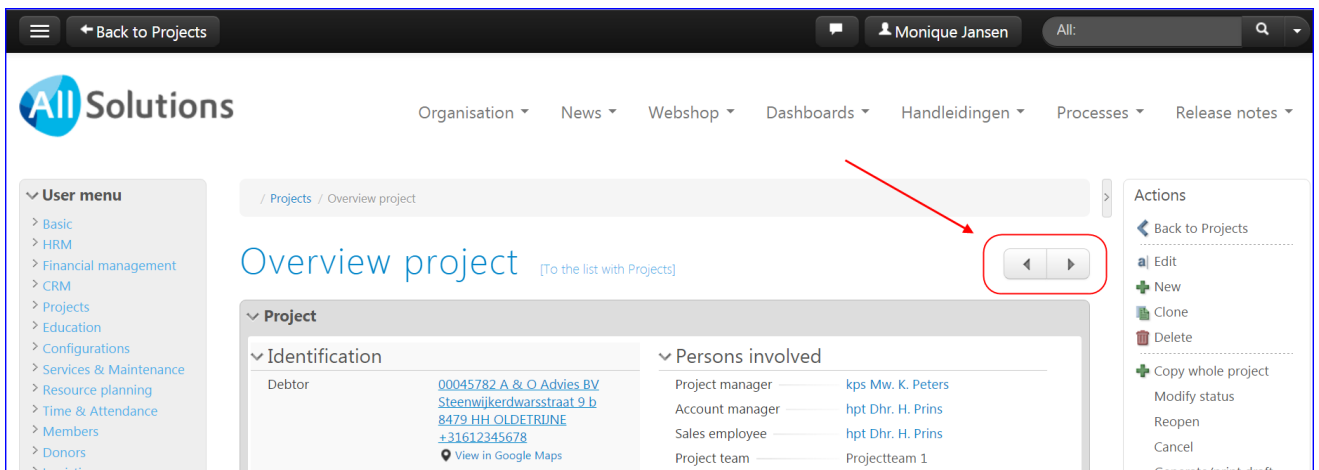 Back to Projects
Monique Jansen
All:
All Solutions
Organisation
News
Webshop
Dashboards
Handleidingen
Processes
Release notes
User menu
Basic
HRM
Financial management
CRM
Projects
Education
Configurations
Services & Maintenance
Resource planning
Time & Attendance
Members
Donors
/ Projects / Overview project
Overview project [To the list with Projects]
Project
Identification
Debtor
00045782 A & O Advies BV
Steenwijkerdwarsstraat 9 b
8479 HH OLDETRIJNE
+31612345678
View in Google Maps
Persons involved
Project manager kps Mw. K. Peters
Account manager hpt Dhr. H. Prins
Sales employee hpt Dhr. H. Prins
Project team Projectteam 1
Actions
Back to Projects
Edit
New
Clone
Delete
Copy whole project
Modify status
Reopen
Cancel